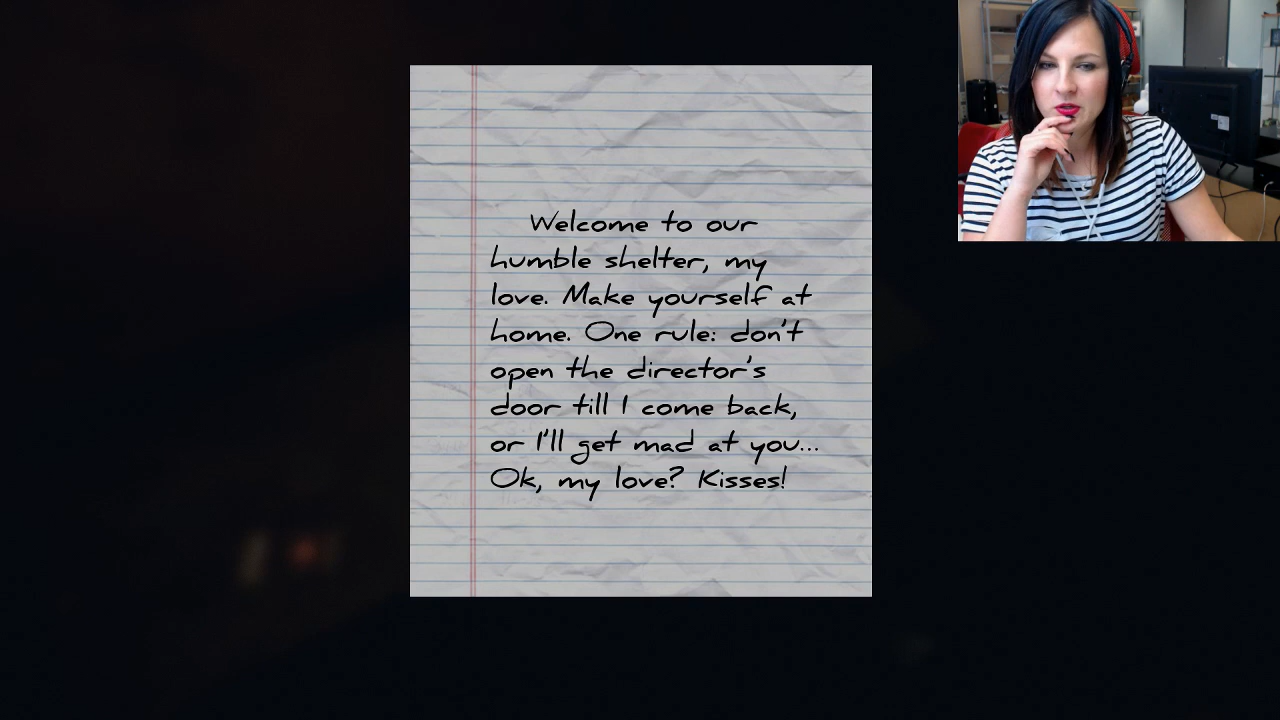 Welcome to our
humble shelter, my
love. Make yourself at
home. One rule: don't
open the director's
door till I come back,
or I'll get mad at you...
Ok, my love? Kisses!